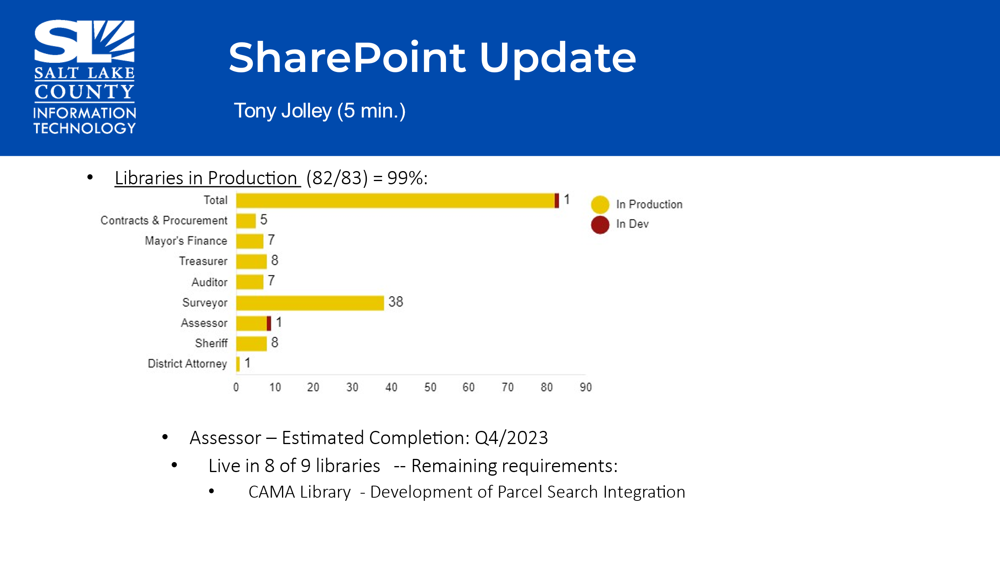 SL
SALT LAKE
COUNTY
INFORMATION
TECHNOLOGY
SharePoint Update
Tony Jolley (5 min.)
• Libraries in Production (82/83) = 99%:
Total 1
Contracts & Procurement 5
Mayor's Finance 7
Treasurer 8
Auditor 7
Surveyor 38
Assessor 1
Sheriff 8
District Attorney 1
0 10 20 30 40 50 60 70 80 90
In Production
In Dev
• Assessor – Estimated Completion: Q4/2023
• Live in 8 of 9 libraries -- Remaining requirements:
• CAMA Library - Development of Parcel Search Integration